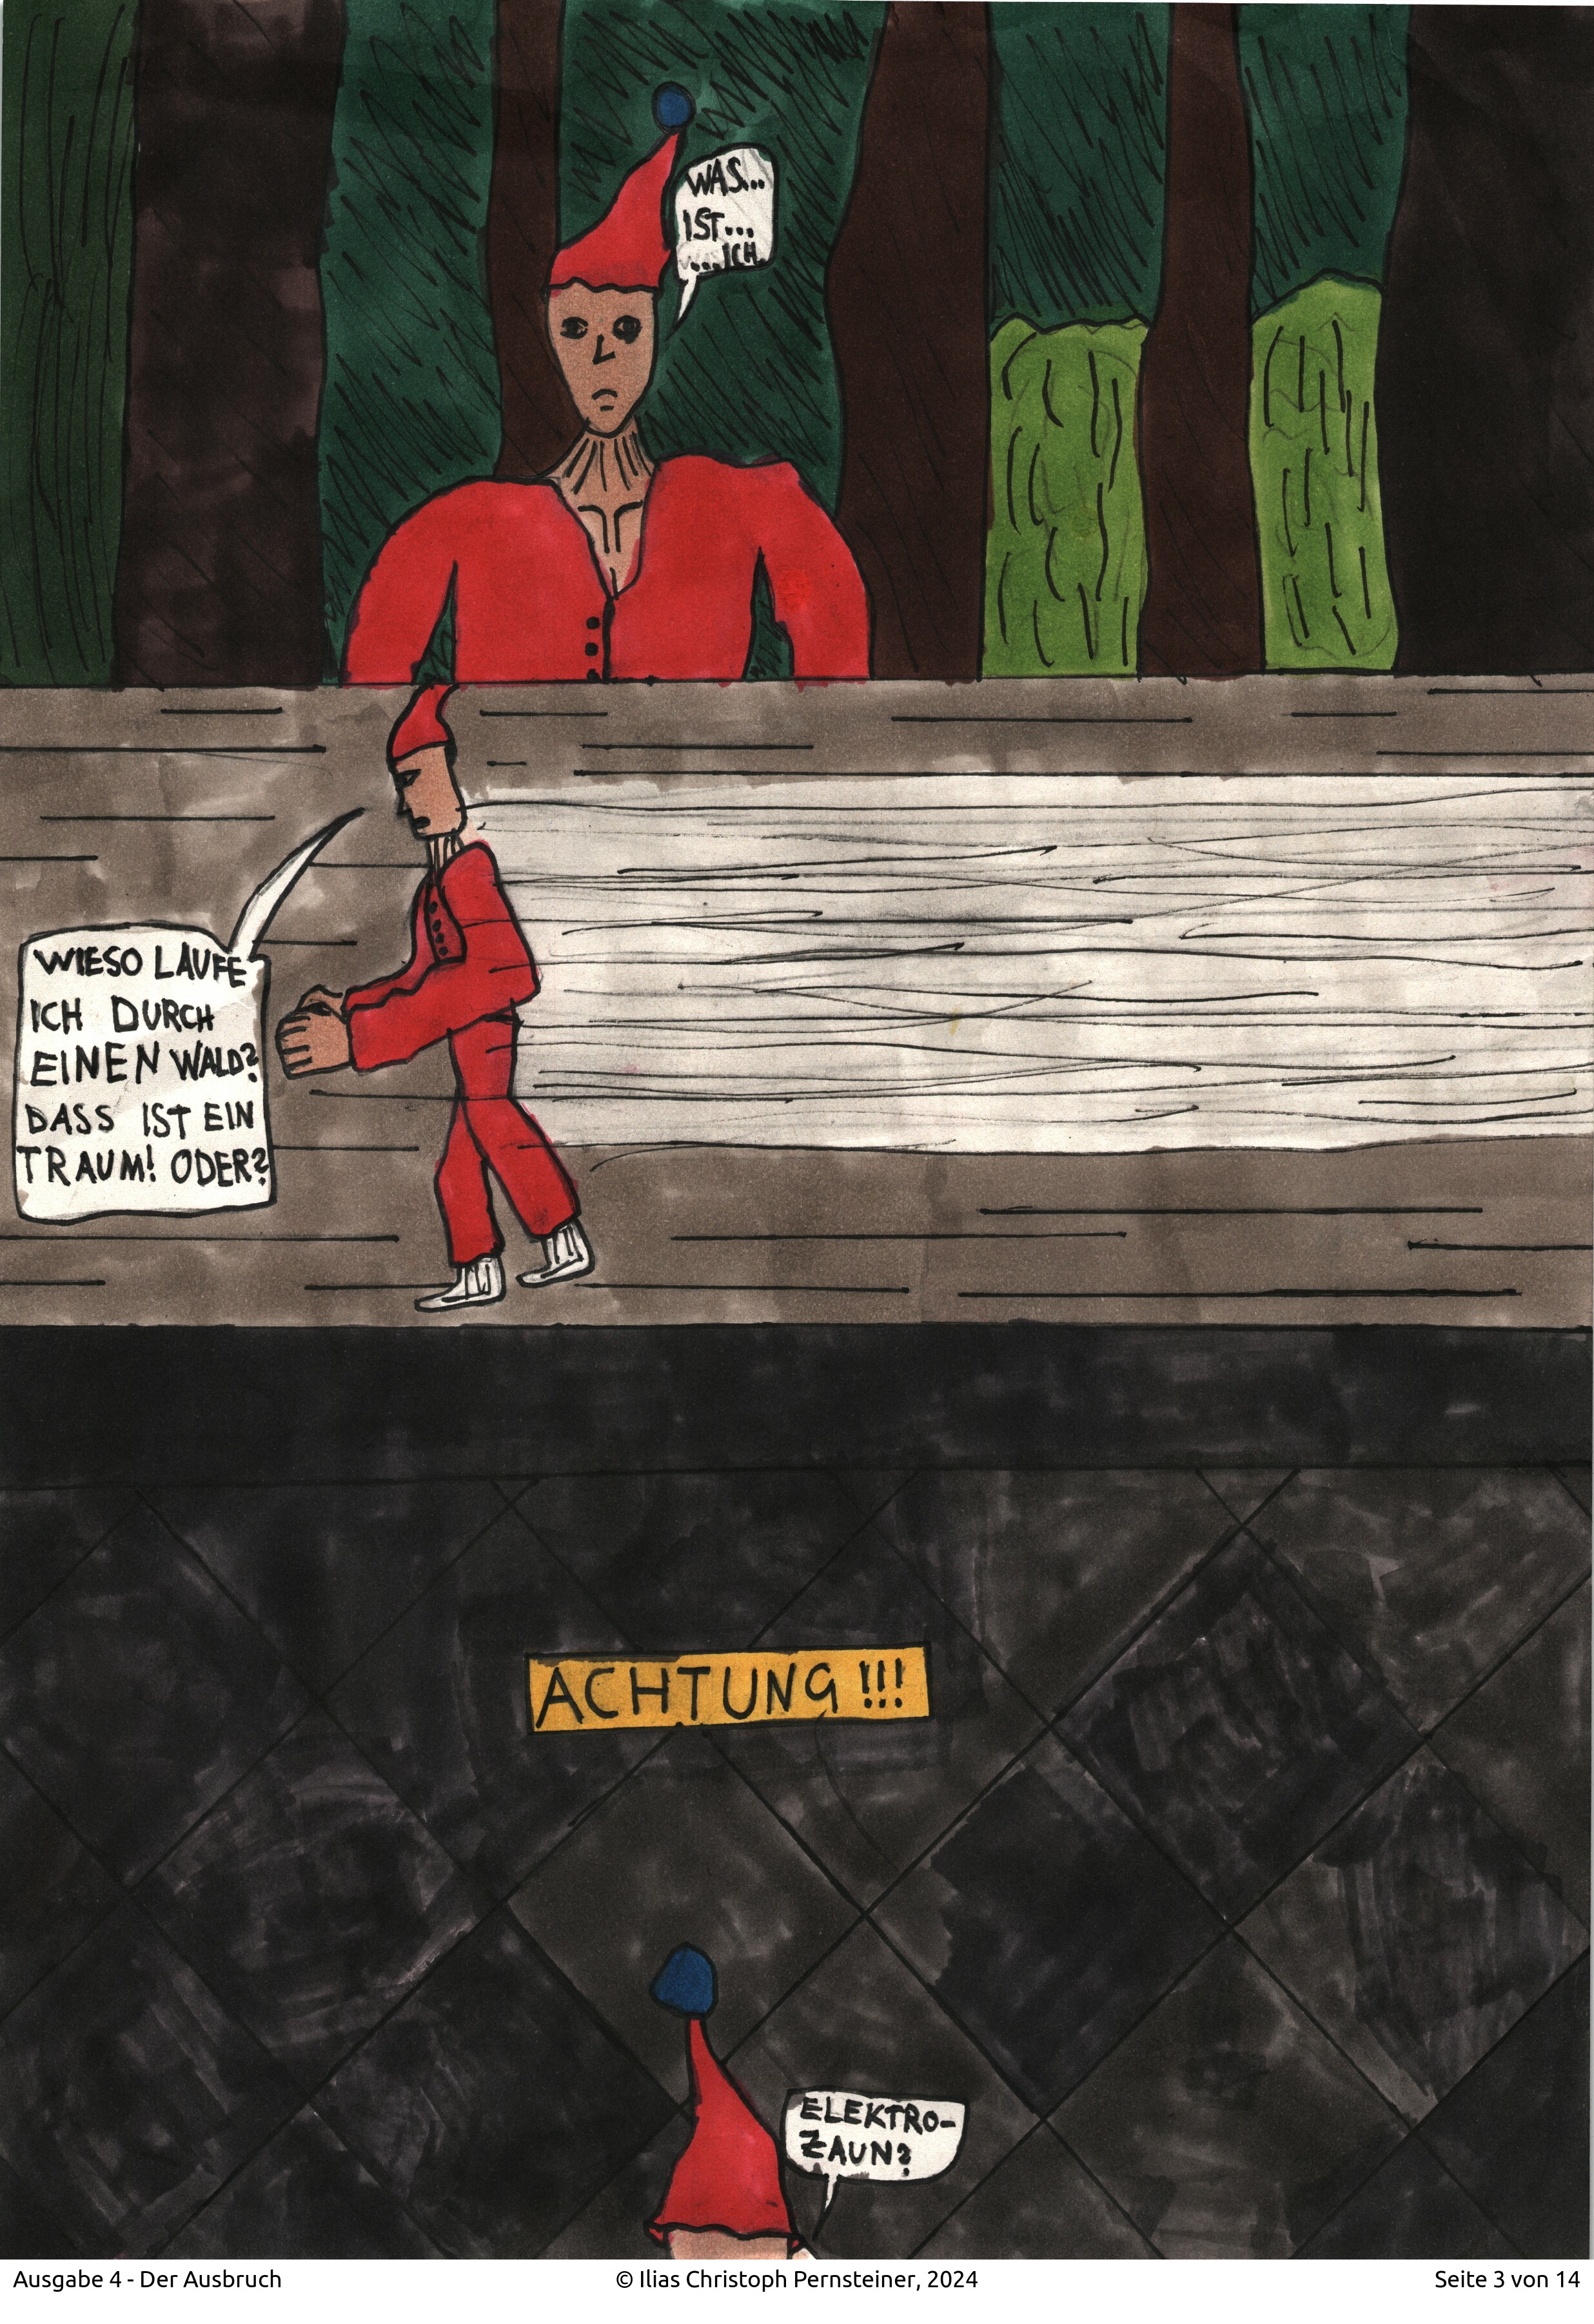 WAS...
IST...
...ICH
WIESO LAUFE
ICH DURCH
EINEN WALD?
DASS IST EIN
TRAUM! ODER?
ACHTUNG!!!
ELEKTRO-
ZAUN?
Ausgabe 4 - Der Ausbruch
© Ilias Christoph Pernsteiner, 2024
Seite 3 von 14